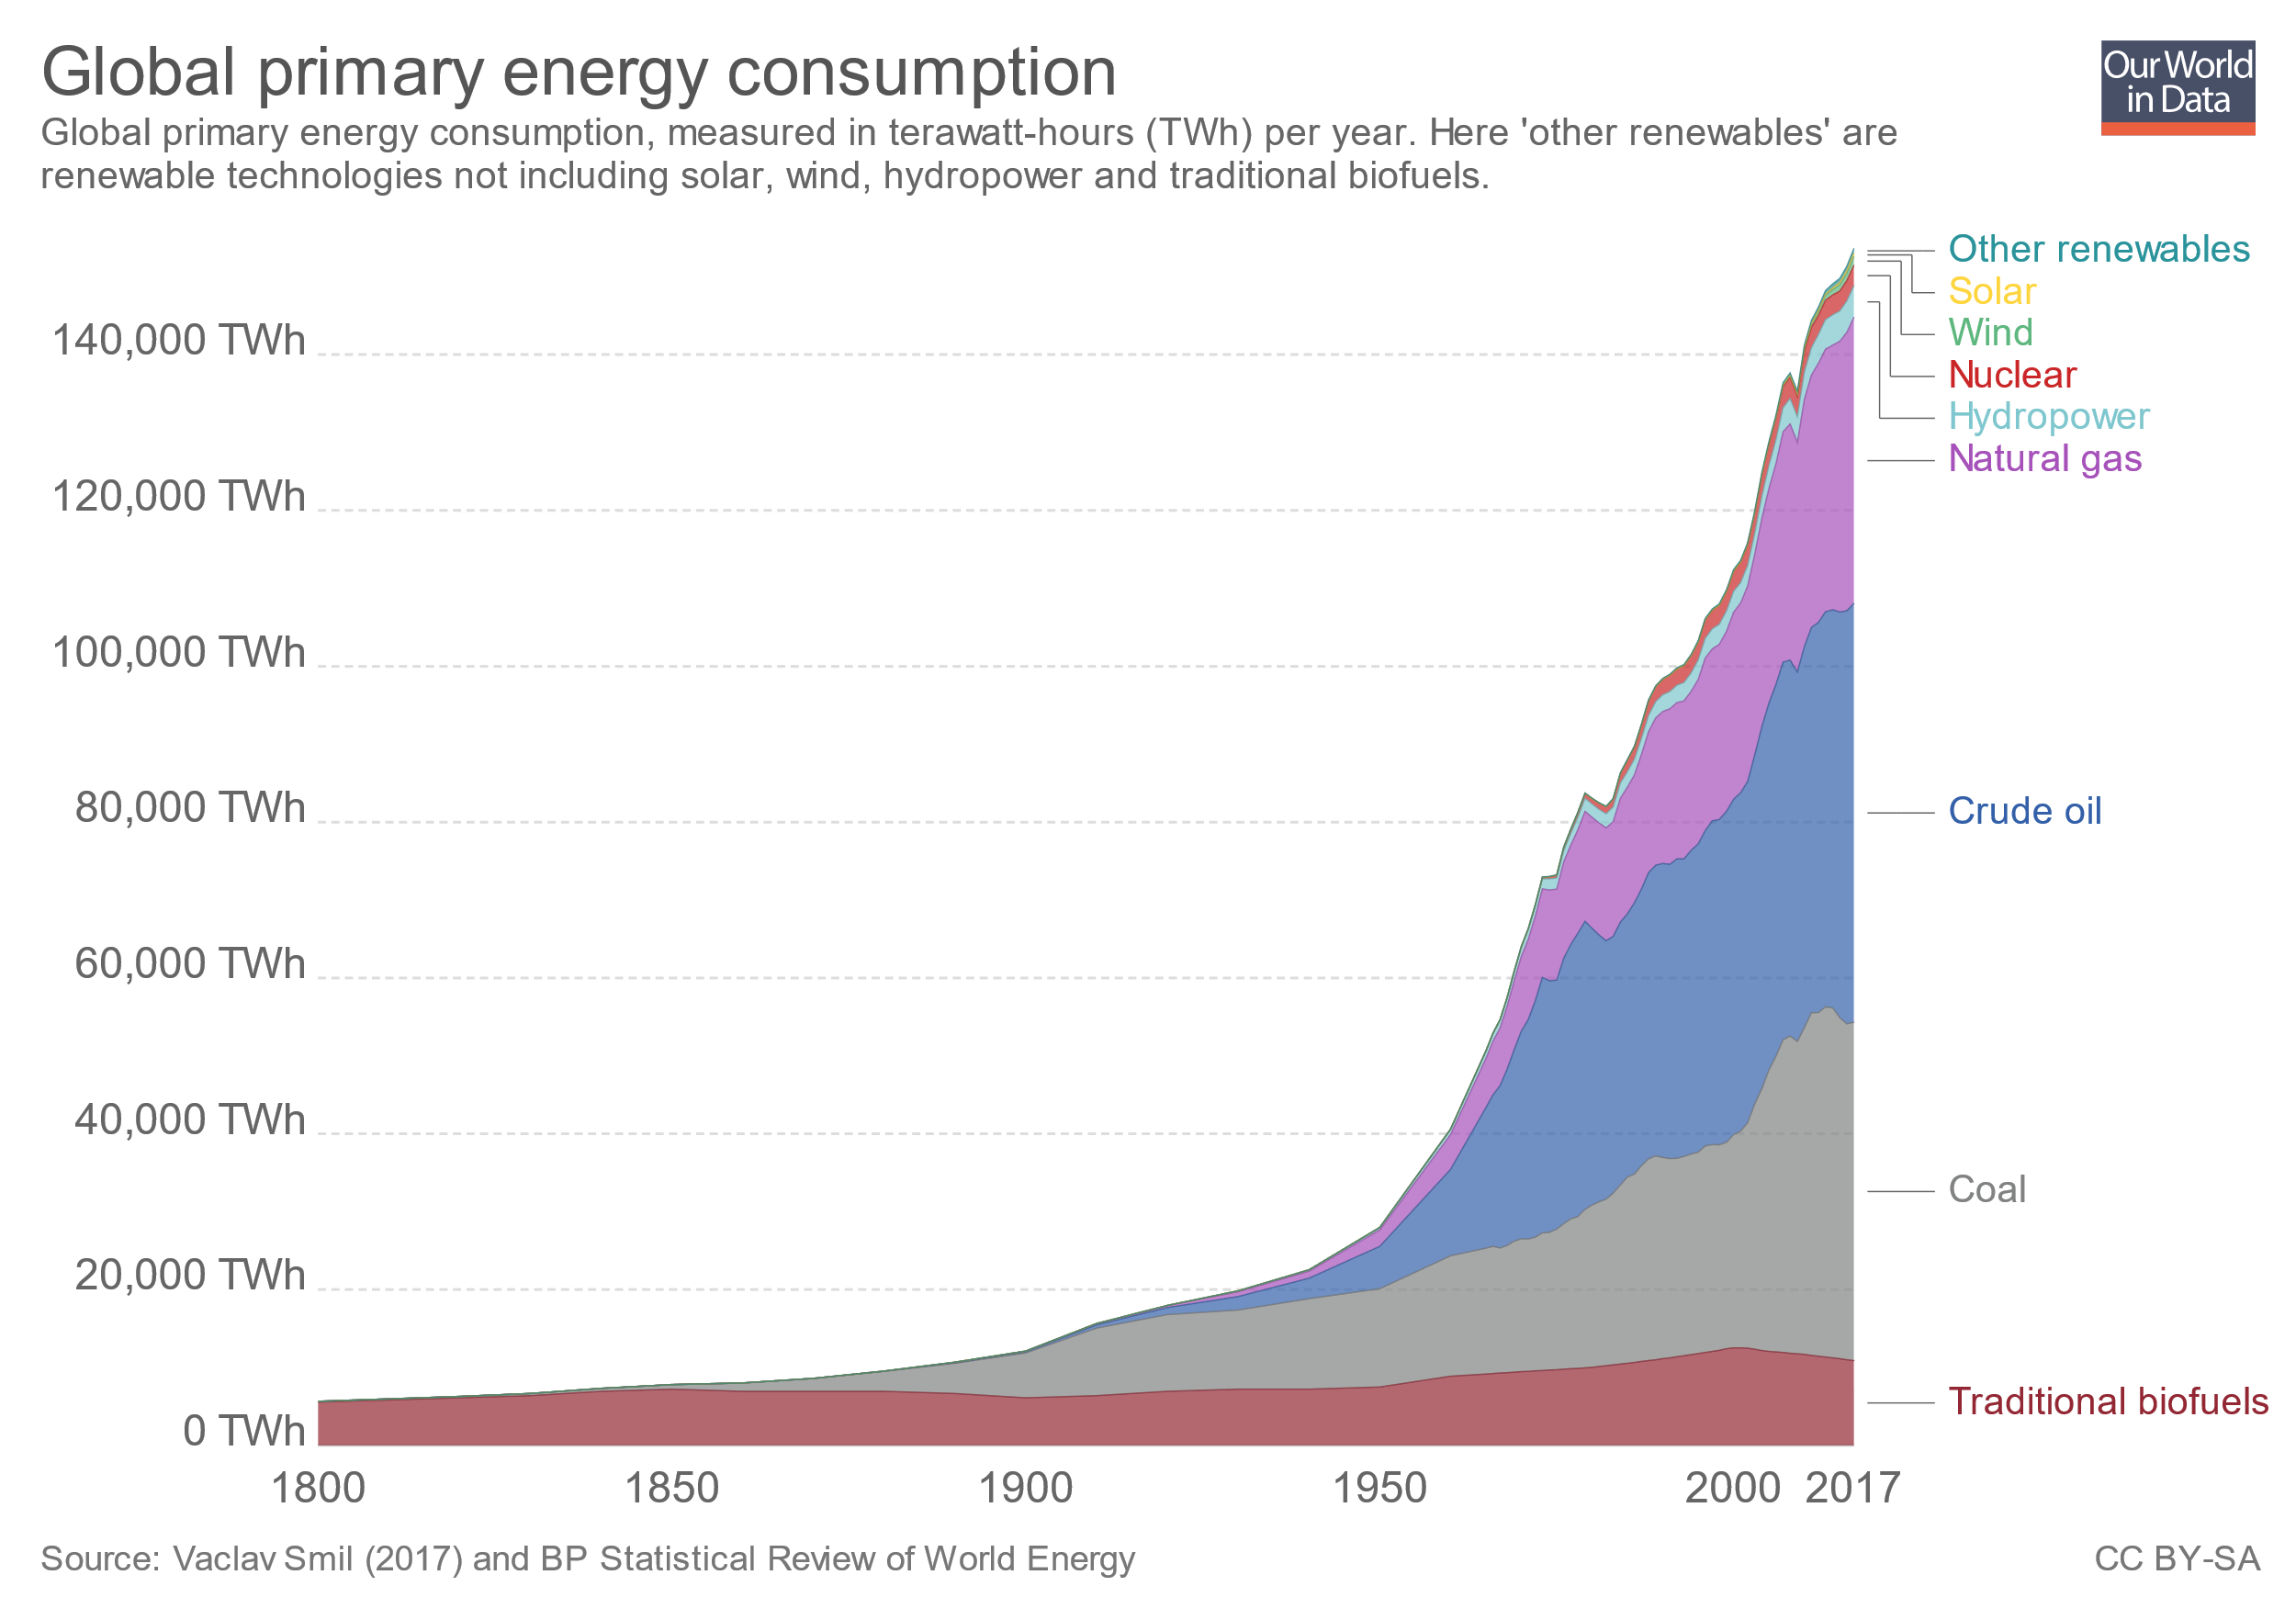 Global primary energy consumption
Our World
in Data
Global primary energy consumption, measured in terawatt-hours (TWh) per year. Here 'other renewables' are
renewable technologies not including solar, wind, hydropower and traditional biofuels.
Other renewables
Solar
Wind
Nuclear
Hydropower
Natural gas
Crude oil
Coal
Traditional biofuels
140,000 TWh
120,000 TWh
100,000 TWh
80,000 TWh
60,000 TWh
40,000 TWh
20,000 TWh
0 TWh
1800 1850 1900 1950 2000 2017
Source: Vaclav Smil (2017) and BP Statistical Review of World Energy
CC BY-SA